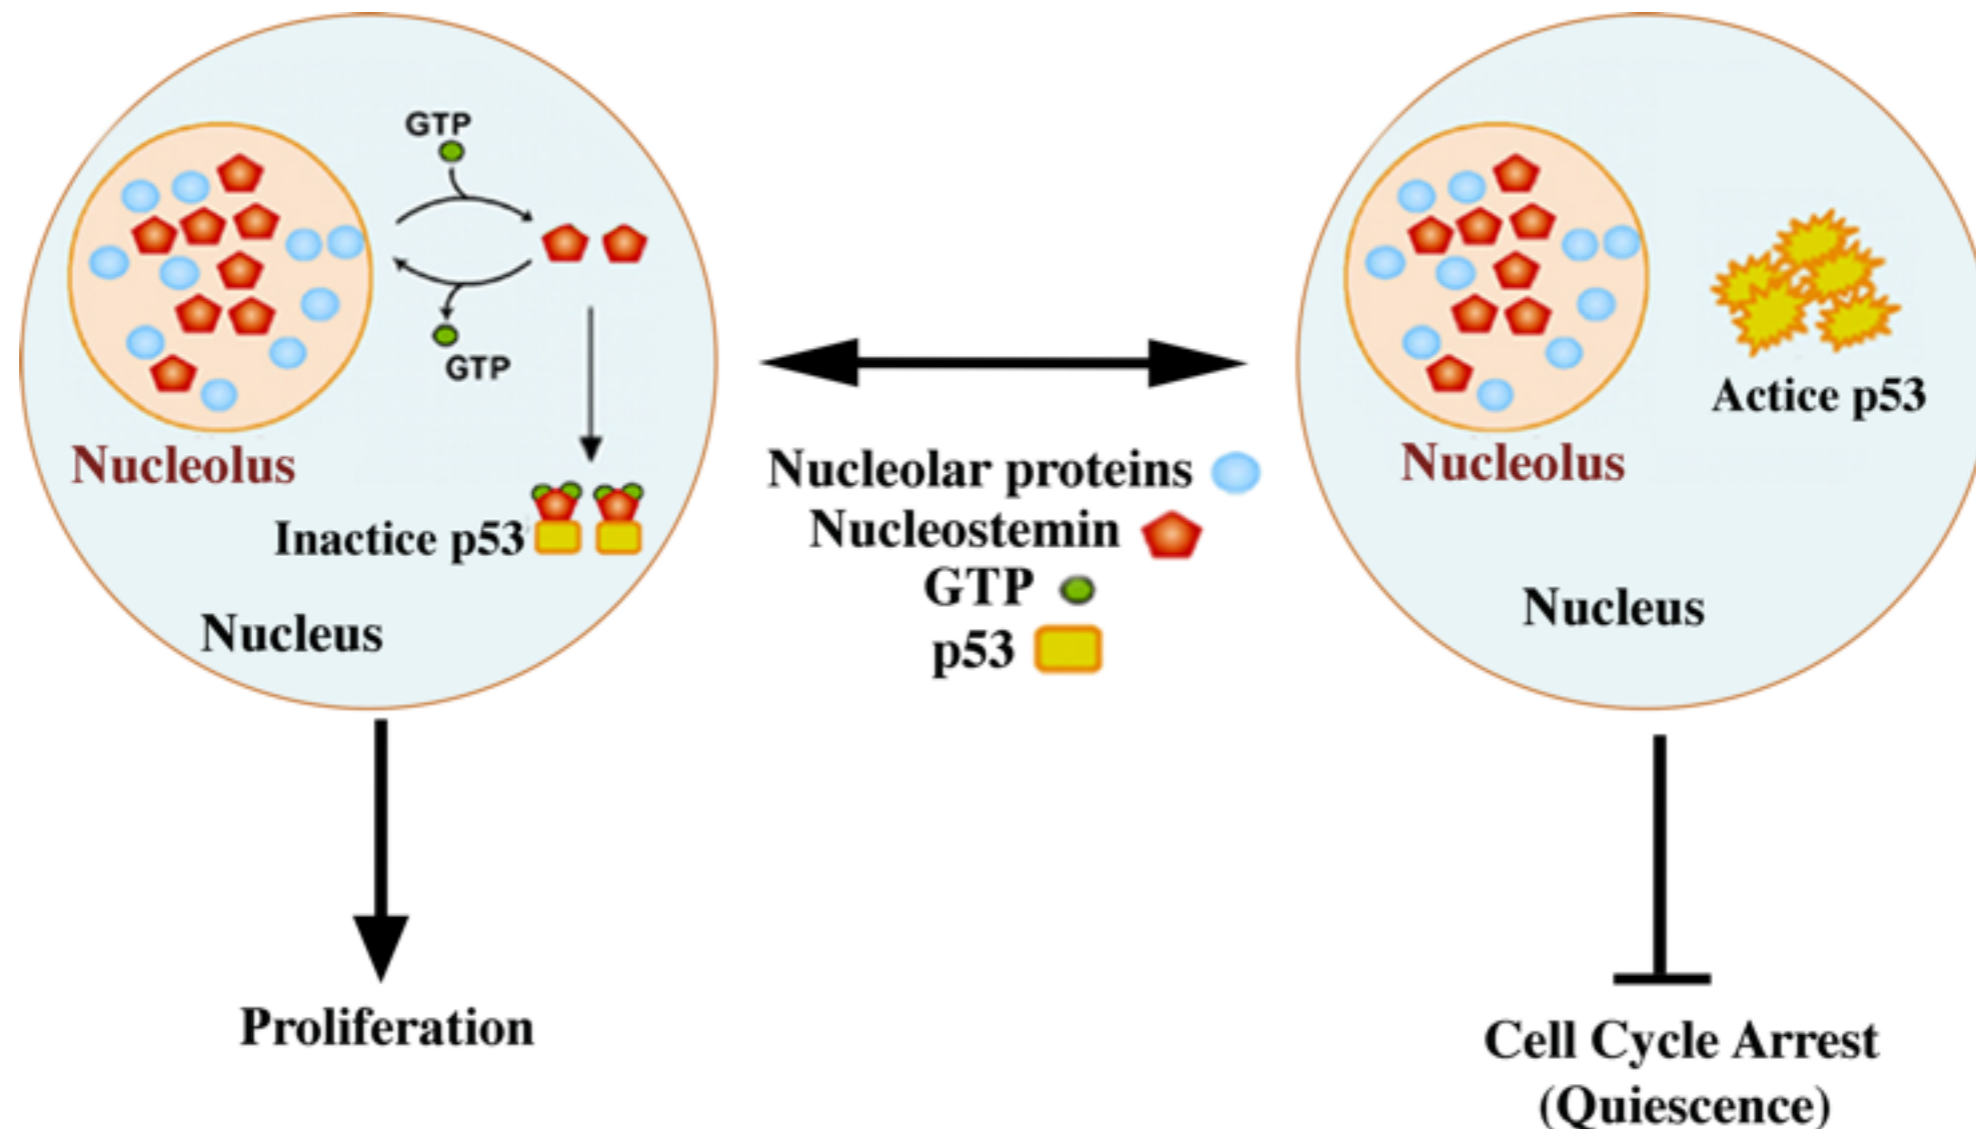 GTP
GTP
Nucleolus
Inactice p53
Nucleus
Proliferation
Nucleolar proteins
Nucleostemin
GTP
p53
Actice p53
Nucleolus
Nucleus
Cell Cycle Arrest
(Quiescence)